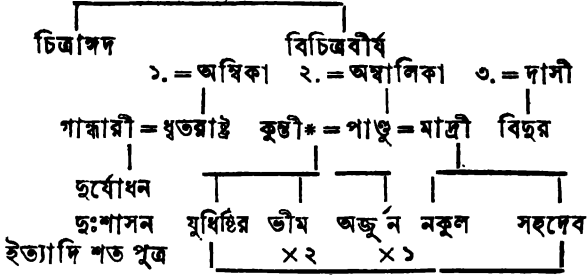 চিত্রাঙ্গদ বিচিত্রবীর্য
১. = অম্বিকা ২. = অম্বালিকা ৩. = দাসী
গান্ধারী = ধৃতরাষ্ট্র কুন্তী* = পাণ্ডু = মাদ্রী বিদুর
দুর্যোধন
দুঃশাসন যুধিষ্ঠির ভীম অর্জুন নকুল সহদেব
ইত্যাদি শত পুত্র ×২ ×১